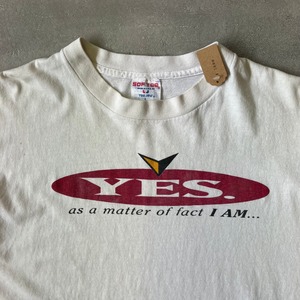 YES.
as a matter of fact I AM...